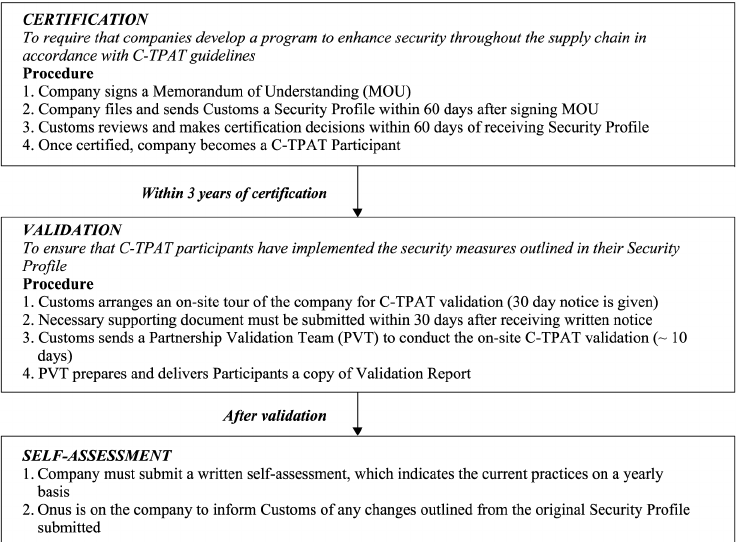 CERTIFICATION
To require that companies develop a program to enhance security throughout the supply chain in
accordance with C-TPAT guidelines
Procedure
1. Company signs a Memorandum of Understanding (MOU)
2. Company files and sends Customs a Security Profile within 60 days after signing MOU
3. Customs reviews and makes certification decisions within 60 days of receiving Security Profile
4. Once certified, company becomes a C-TPAT Participant
Within 3 years of certification
VALIDATION
To ensure that C-TPAT participants have implemented the security measures outlined in their Security
Profile
Procedure
1. Customs arranges an on-site tour of the company for C-TPAT validation (30 day notice is given)
2. Necessary supporting document must be submitted within 30 days after receiving written notice
3. Customs sends a Partnership Validation Team (PVT) to conduct the on-site C-TPAT validation (~ 10
days)
4. PVT prepares and delivers Participants a copy of Validation Report
After validation
SELF-ASSESSMENT
1. Company must submit a written self-assessment, which indicates the current practices on a yearly
basis
2. Onus is on the company to inform Customs of any changes outlined from the original Security Profile
submitted